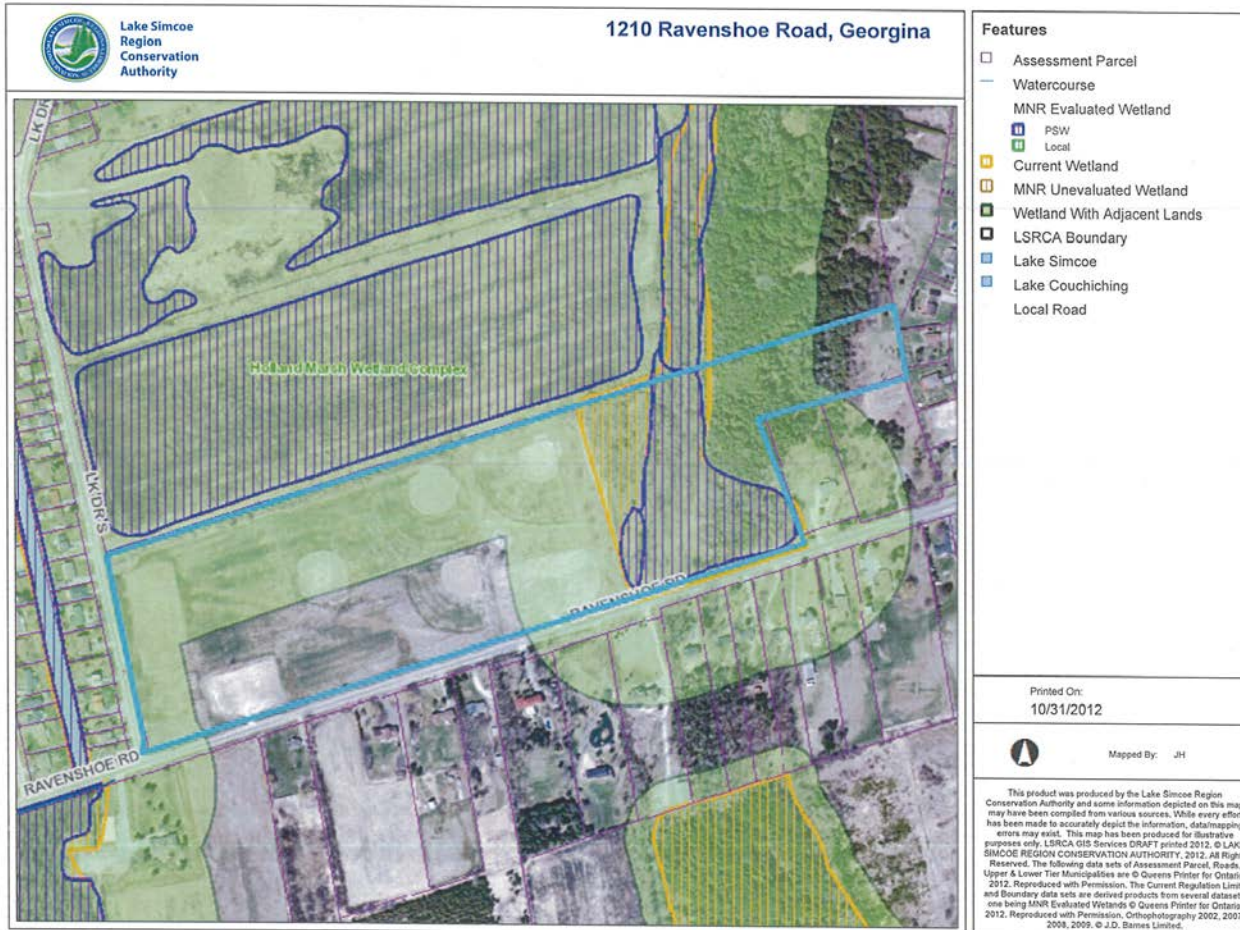 Lake Simcoe
Region
Conservation
Authority
1210 Ravenshoe Road, Georgina
LK DR
Holland Marsh Wetland Complex
LK DR S
RAVENSHOE RD
RAVENSHOE RD
Features
Assessment Parcel
Watercourse
MNR Evaluated Wetland
PSW
Local
Current Wetland
MNR Unevaluated Wetland
Wetland With Adjacent Lands
LSRCA Boundary
Lake Simcoe
Lake Couchiching
Local Road
Printed On:
10/31/2012
Mapped By: JH
This product was produced by the Lake Simcoe Region
Conservation Authority and some information depicted on this map
may have been compiled from various sources. While every effort
has been made to accurately depict the information, data/mapping
errors may exist. This map has been produced for illustrative
purposes only. LSRCA GIS Services DRAFT printed 2012. © LAKE
SIMCOE REGION CONSERVATION AUTHORITY, 2012. All Right
Reserved. The following data sets of Assessment Parcel, Roads,
Upper & Lower Tier Municipalities are © Queens Printer for Ontario
2012. Reproduced with Permission. The Current Regulation Limit
and Boundary data sets are derived products from several dataset
one being MNR Evaluated Wetlands © Queens Printer for Ontario
2012. Reproduced with Permission. Orthophotography 2002, 2007
2008, 2009. © J.D. Barnes Limited.